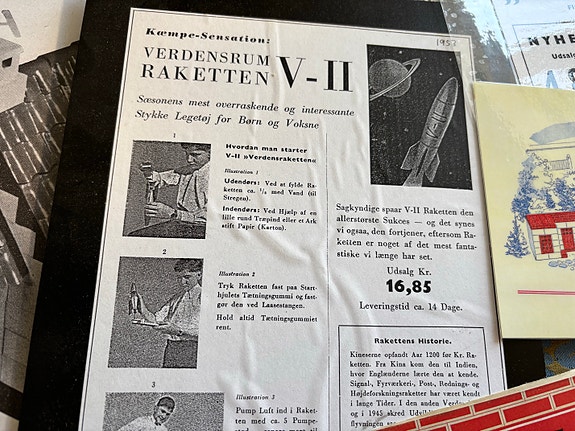 Kæmpe-Sensation:
1952
VERDENSRUM
RAKETTEN V-II
Sæsonens mest overraskende og interessante
Stykke Legetøj for Børn og Voksne
1
Hvordan man starter
V-II »Verdensraketten«
Illustration 1
Udendørs: Ved at fylde Ra-
ketten ca. ¹/₄ med Vand (til
Stregen).
Indendørs: Ved Hjælp af en
lille rund Træpind eller et Ark
stift Papir (Karton).
2
Illustration 2
Tryk Raketten fast paa Start-
hjulets Tætningsgummi og fast-
gør den ved Laasestangen.
Hold altid Tætningsgummiet
rent.
3
Illustration 3
Pump Luft ind i Raket-
ten med ca. 5 Pumpe-
Sagkyndige spaar V-II Raketten den
allerstørste Sukces — og det synes
vi ogsaa, den fortjener, eftersom Ra-
ketten er noget af det mest fanta-
stiske vi længe har set.
Udsalg Kr.
16,85
Leveringstid ca. 14 Dage.
Rakettens Historie.
Kineserne opfandt Aar 1200 før Kr. Ra-
ketten. Fra Kina kom den til Indien,
hvor Englænderne lærte den at kende.
Signal-, Fyrværkeri-, Post-, Rednings- og
Højdeforskningsraketter har været kendt
i lange Tider. I den anden Verde
og i 1945 skred Udvikl
flyvningen
NYHE
Udsalg